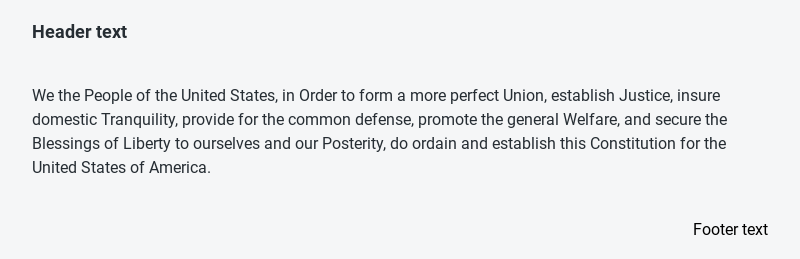 Header text
We the People of the United States, in Order to form a more perfect Union, establish Justice, insure
domestic Tranquility, provide for the common defense, promote the general Welfare, and secure the
Blessings of Liberty to ourselves and our Posterity, do ordain and establish this Constitution for the
United States of America.
Footer text